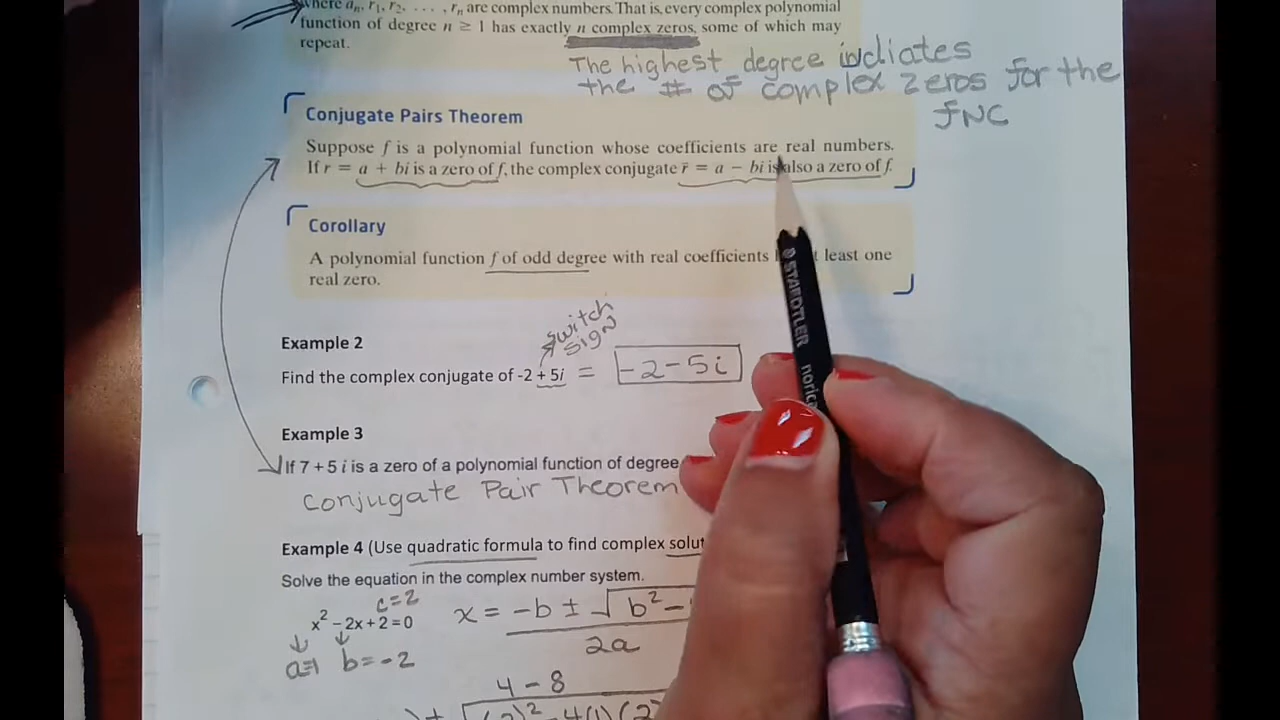 where aₙ, r₁, r₂, . . . , rₙ are complex numbers. That is, every complex polynomial
function of degree n ≥ 1 has exactly n complex zeros, some of which may
repeat.
The highest degree indiates
the # of complex zeros for the
fNC
Conjugate Pairs Theorem
Suppose f is a polynomial function whose coefficients are real numbers.
If r = a + bi is a zero of f, the complex conjugate r̄ = a − bi is also a zero of f.
Corollary
A polynomial function f of odd degree with real coefficients least one
real zero.
switch
sign
Example 2
Find the complex conjugate of -2 + 5i = -2-5i
Example 3
If 7 + 5 i is a zero of a polynomial function of degree
Conjugate Pair Theorem
Example 4 (Use quadratic formula to find complex
Solve the equation in the complex number system.
c=2
x² − 2x + 2 = 0
x = -b ± √b² -
2a
a=1 b=-2
4-8
STAEDTLER